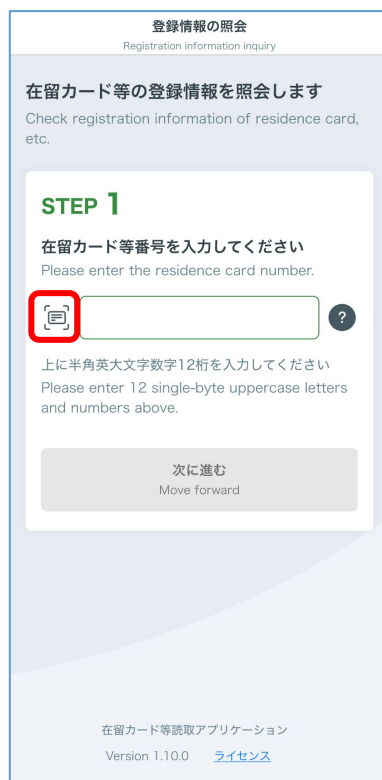 登録情報の照会
Registration information inquiry
在留カード等の登録情報を照会します
Check registration information of residence card,
etc.
STEP 1
在留カード等番号を入力してください
Please enter the residence card number.
?
上に半角英大文字数字12桁を入力してください
Please enter 12 single-byte uppercase letters
and numbers above.
次に進む
Move forward
在留カード等読取アプリケーション
Version 1.10.0 ライセンス